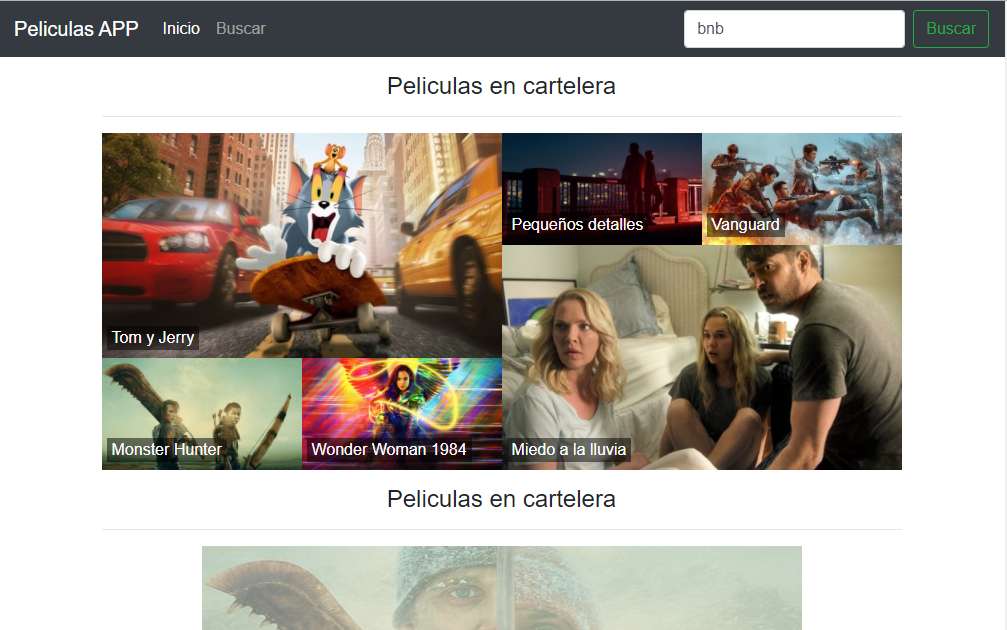 Peliculas APP Inicio Buscar bnb Buscar
Peliculas en cartelera
Pequeños detalles
Vanguard
Tom y Jerry
Monster Hunter
Wonder Woman 1984
Miedo a la lluvia
Peliculas en cartelera